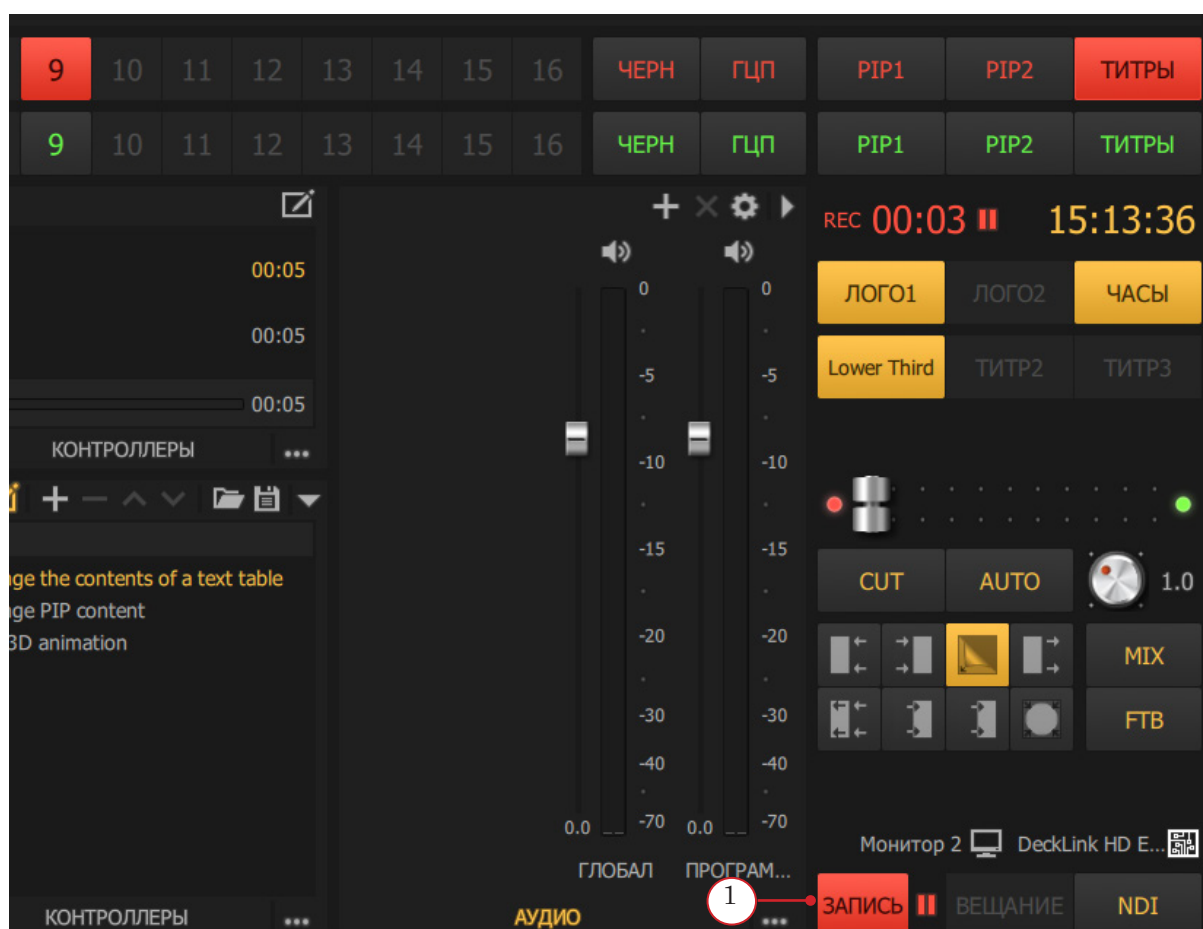 9 10 11 12 13 14 15 16 ЧЕРН ГЦП PIP1 PIP2 ТИТРЫ
9 10 11 12 13 14 15 16 ЧЕРН ГЦП PIP1 PIP2 ТИТРЫ
REC 00:03 15:13:36
00:05
00:05
00:05
КОНТРОЛЛЕРЫ ...
nge the contents of a text table
nge PIP content
3D animation
КОНТРОЛЛЕРЫ ...
0 0
-5 -5
-10 -10
-15 -15
-20 -20
-30 -30
-40 -40
0.0 -70 0.0 -70
ГЛОБАЛ ПРОГРАМ...
АУДИО ...
ЛОГО1 ЛОГО2 ЧАСЫ
Lower Third ТИТР2 ТИТР3
CUT AUTO 1.0
MIX
FTB
Монитор 2 DeckLink HD E...
1 ЗАПИСЬ ВЕЩАНИЕ NDI